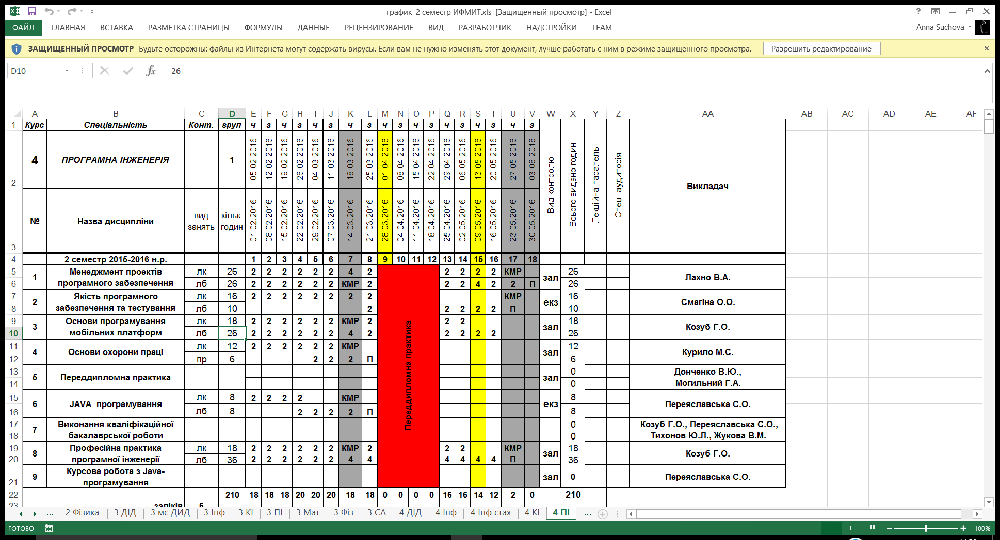 график  2 семестр ИФМИТ.xls  [Защищенный просмотр] - Excel
ФАЙЛ ГЛАВНАЯ ВСТАВКА РАЗМЕТКА СТРАНИЦЫ ФОРМУЛЫ ДАННЫЕ РЕЦЕНЗИРОВАНИЕ ВИД РАЗРАБОТЧИК НАДСТРОЙКИ TEAM Anna Suchova
ЗАЩИЩЕННЫЙ ПРОСМОТР Будьте осторожны: файлы из Интернета могут содержать вирусы. Если вам не нужно изменять этот документ, лучше работать с ним в режиме защищенного просмотра. Разрешить редактирование
D10 fx 26
A B C D E F G H I J K L M N O P Q R S T U V W X Y Z AA AB AC AD AE AF
1 Курс Спеціальність Конт. груп ч з ч з ч з ч з ч з ч з ч з ч з ч з
2 4 ПРОГРАМНА ІНЖЕНЕРІЯ 1 05.02.2016 12.02.2016 19.02.2016 26.02.2016 04.03.2016 11.03.2016 18.03.2016 25.03.2016 01.04.2016 08.04.2016 15.04.2016 22.04.2016 29.04.2016 06.05.2016 13.05.2016 20.05.2016 27.05.2016 03.06.2016 Вид контролю Всього видано годин Лекційна паралель Спец. аудиторія Викладач
3 № Назва дисципліни вид занять кільк. годин 01.02.2016 08.02.2016 15.02.2016 22.02.2016 29.02.2016 07.03.2016 14.03.2016 21.03.2016 28.03.2016 04.04.2016 11.04.2016 18.04.2016 25.04.2016 02.05.2016 09.05.2016 16.05.2016 23.05.2016 30.05.2016
4 2 семестр 2015-2016 н.р. 1 2 3 4 5 6 7 8 9 10 11 12 13 14 15 16 17 18
5 1 Менеджмент проектів лк 26 2 2 2 2 2 2 4 2 2 2 2 2 КМР зал 26 Лахно В.А.
6 програмного забезпечення лб 26 2 2 2 2 2 2 КМР 2 2 2 4 2 2 П 26
7 2 Якість програмного лк 16 2 2 2 2 2 2 2 2 КМР екз 16 Смагіна О.О.
8 забезпечення та тестування лб 10 2 2 2 2 2 П 10
9 3 Основи програмування лк 18 2 2 2 2 2 2 КМР 2 2 2 зал 18 Козуб Г.О.
10 мобільних платформ лб 26 2 2 2 2 2 2 4 2 2 2 2 2 26
11 4 Основи охорони праці лк 12 2 2 2 2 2 2 КМР зал 12 Курило М.С.
12 пр 6 2 2 2 П 6
Переддипломна практика
13 5 Переддипломна практика зал 0 Донченко В.Ю.,
14 0 Могильний Г.А.
15 6 JAVA  програмування лк 8 2 2 2 2 КМР екз 8 Переяславська С.О.
16 лб 8 2 2 2 2 П 8
17 7 Виконання кваліфікаційної 0 Козуб Г.О., Переяславська С.О.,
18 бакалаврської роботи 0 Тихонов Ю.Л., Жукова В.М.
19 8 Професійна практика лк 18 2 2 2 2 2 2 КМР 2 2 2 КМР зал 18 Козуб Г.О.
20 програмної інженерії лб 36 2 2 2 2 2 2 4 4 4 4 4 4 П 36
21 9 Курсова робота з Java-програмування зал 0 Переяславська С.О.
22 210 18 18 18 20 20 20 18 18 0 0 0 0 16 16 14 12 2 0 210
23 заліків 6
... 2 Фізика 3 ДІД 3 мс ДИД 3 Інф 3 КІ 3 ПІ 3 Мат 3 Фіз 3 СА 4 ДІД 4 Інф 4 Інф стах 4 КІ 4 ПІ ...
ГОТОВО 100%